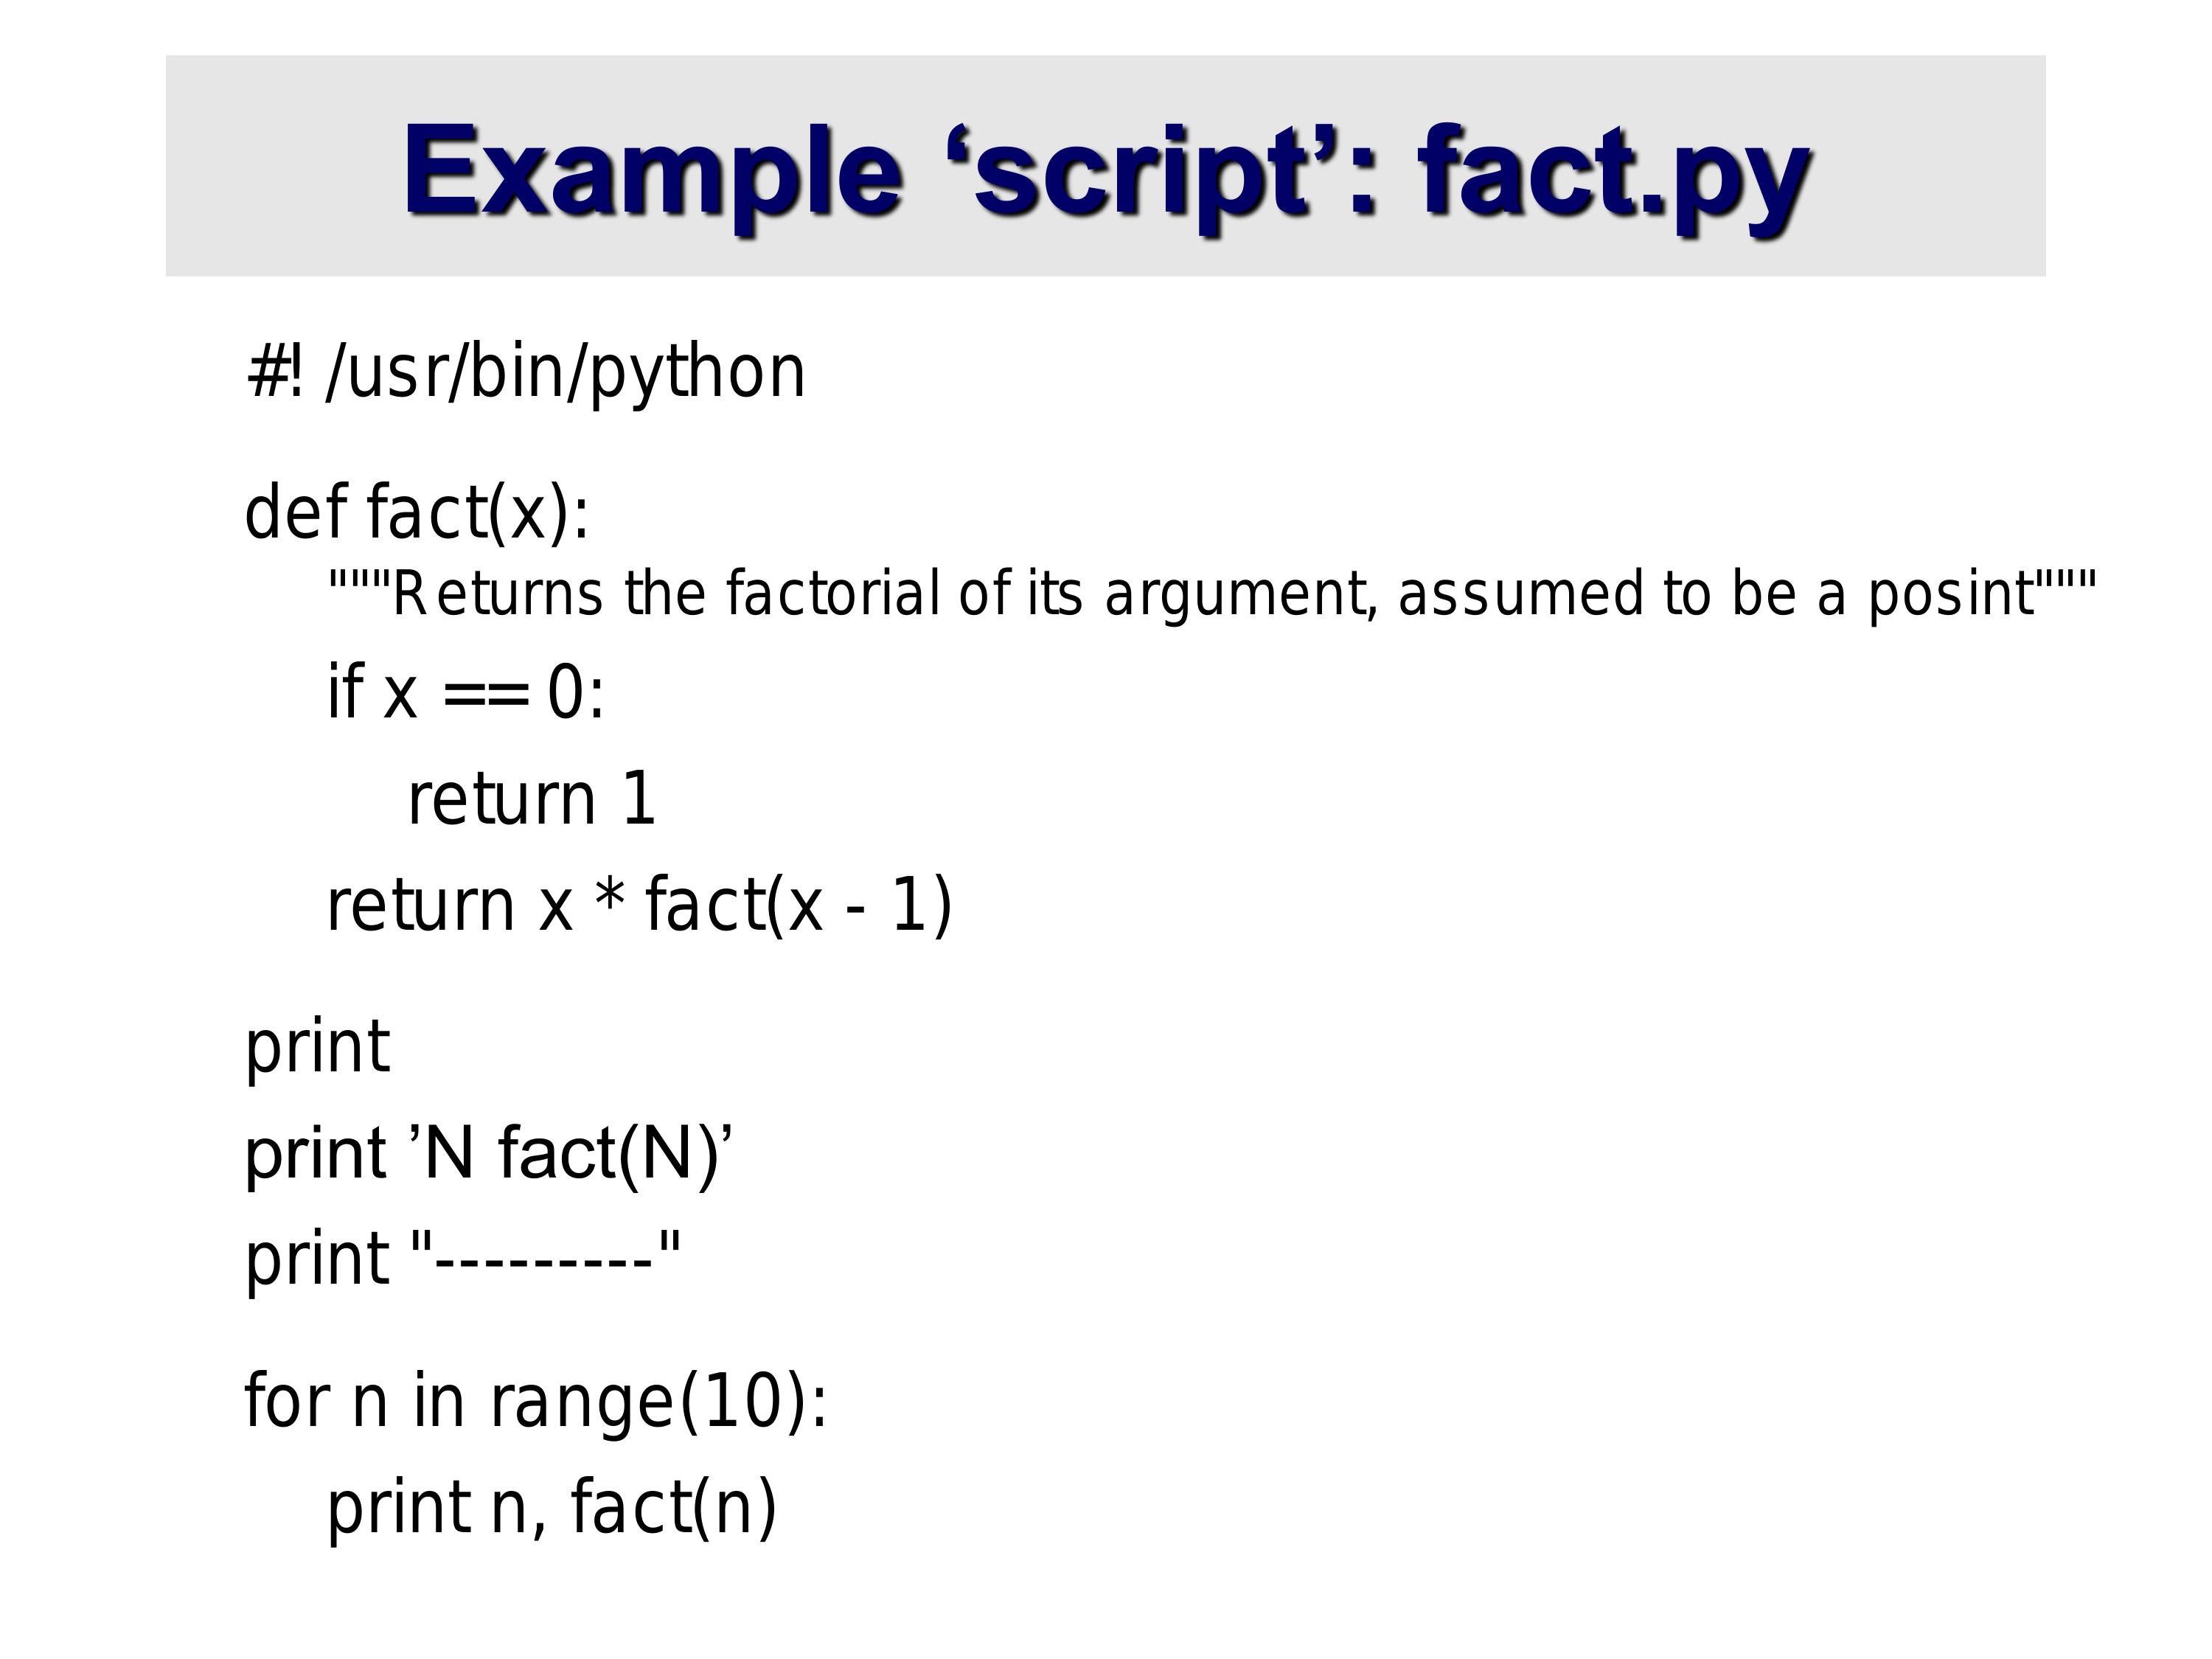 Example ‘script’: fact.py
#! /usr/bin/python
def fact(x):
"""Returns the factorial of its argument, assumed to be a posint"""
if x == 0:
return 1
return x * fact(x - 1)
print
print ’N fact(N)’
print "---------"
for n in range(10):
print n, fact(n)